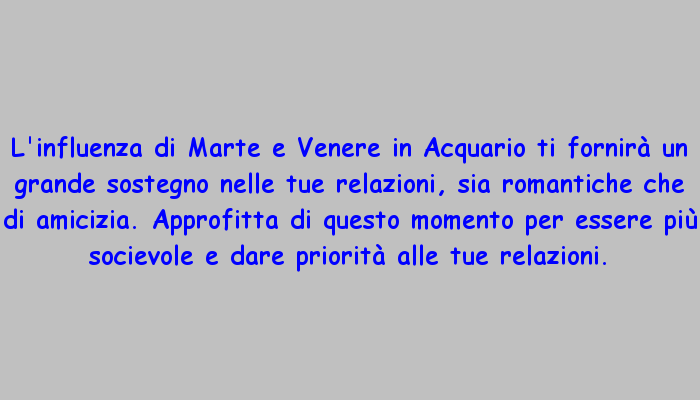 L'influenza di Marte e Venere in Acquario ti fornirà un
grande sostegno nelle tue relazioni, sia romantiche che
di amicizia. Approfitta di questo momento per essere più
socievole e dare priorità alle tue relazioni.